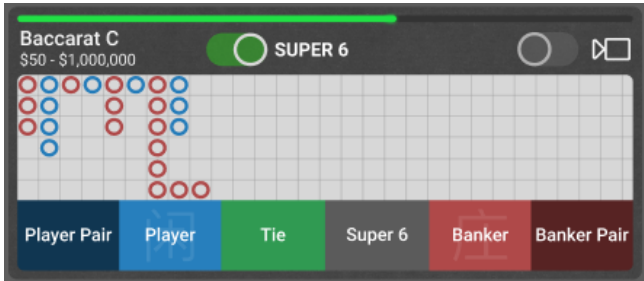 Baccarat C
$50 - $1,000,000
SUPER 6
Player Pair
闲
Player
Tie
Super 6
庄
Banker
Banker Pair